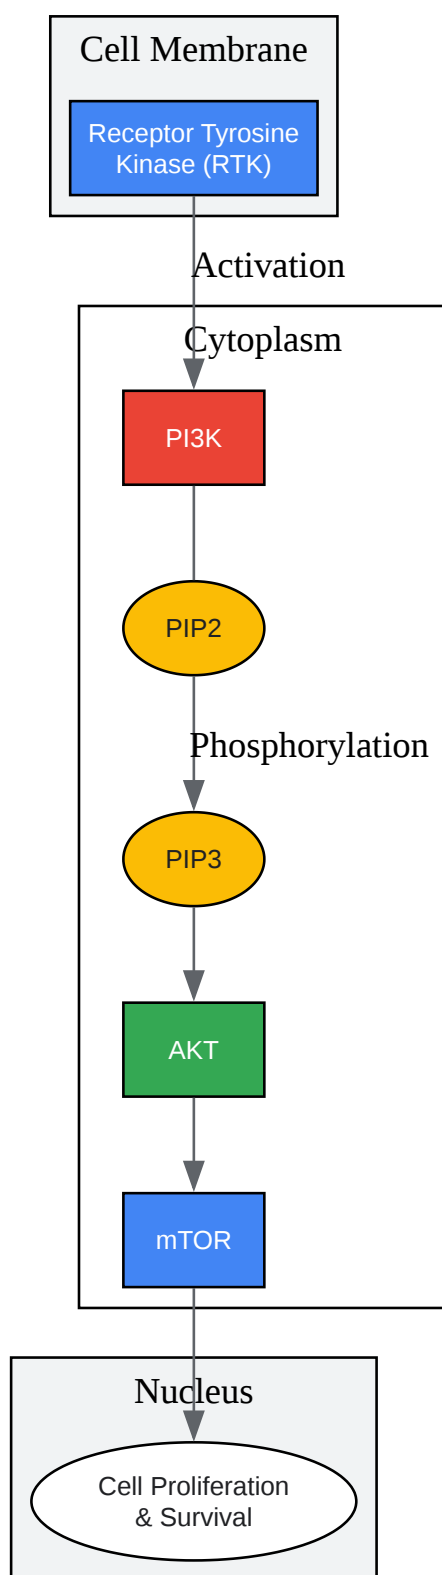 Cell Membrane
Receptor Tyrosine
Kinase (RTK)
Activation
Cytoplasm
PI3K
PIP2
Phosphorylation
PIP3
AKT
mTOR
Nucleus
Cell Proliferation
& Survival